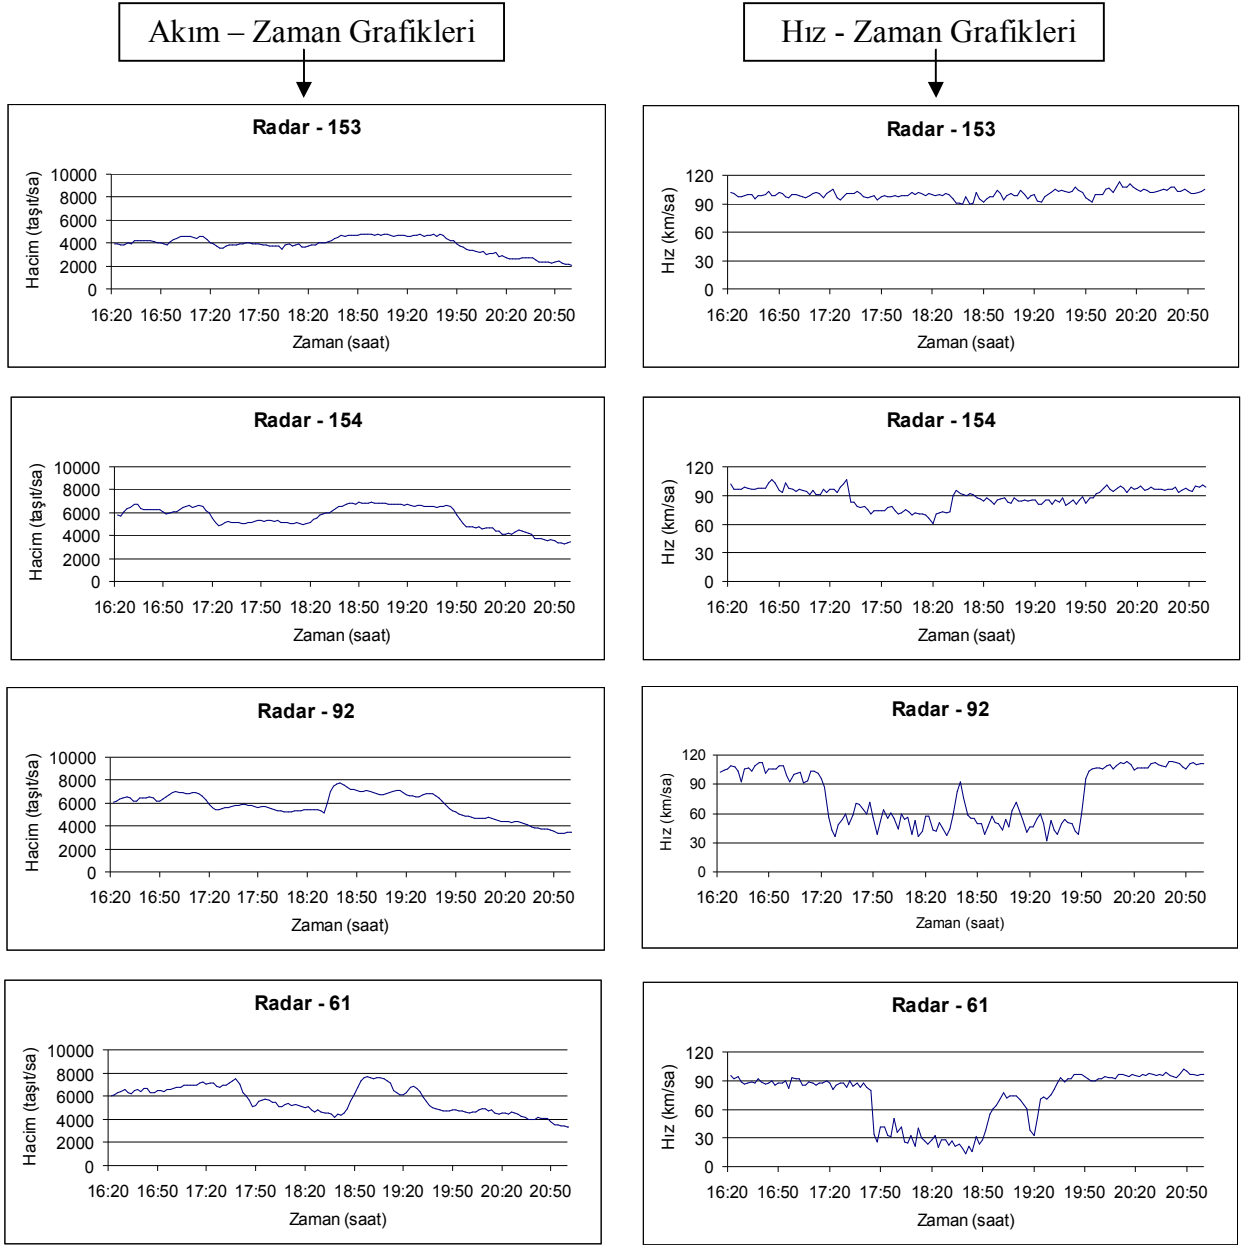 Akım – Zaman Grafikleri
Hız - Zaman Grafikleri
Radar - 153
Hacim (taşıt/sa)
10000
8000
6000
4000
2000
0
16:20 16:50 17:20 17:50 18:20 18:50 19:20 19:50 20:20 20:50
Zaman (saat)
Radar - 153
Hız (km/sa)
120
90
60
30
0
16:20 16:50 17:20 17:50 18:20 18:50 19:20 19:50 20:20 20:50
Zaman (saat)
Radar - 154
Hacim (taşıt/sa)
10000
8000
6000
4000
2000
0
16:20 16:50 17:20 17:50 18:20 18:50 19:20 19:50 20:20 20:50
Zaman (saat)
Radar - 154
Hız (km/sa)
120
90
60
30
0
16:20 16:50 17:20 17:50 18:20 18:50 19:20 19:50 20:20 20:50
Zaman (saat)
Radar - 92
Hacim (taşıt/sa)
10000
8000
6000
4000
2000
0
16:20 16:50 17:20 17:50 18:20 18:50 19:20 19:50 20:20 20:50
Zaman (saat)
Radar - 92
Hız (km/sa)
120
90
60
30
0
16:20 16:50 17:20 17:50 18:20 18:50 19:20 19:50 20:20 20:50
Zaman (saat)
Radar - 61
Hacim (taşıt/sa)
10000
8000
6000
4000
2000
0
16:20 16:50 17:20 17:50 18:20 18:50 19:20 19:50 20:20 20:50
Zaman (saat)
Radar - 61
Hız (km/sa)
120
90
60
30
0
16:20 16:50 17:20 17:50 18:20 18:50 19:20 19:50 20:20 20:50
Zaman (saat)